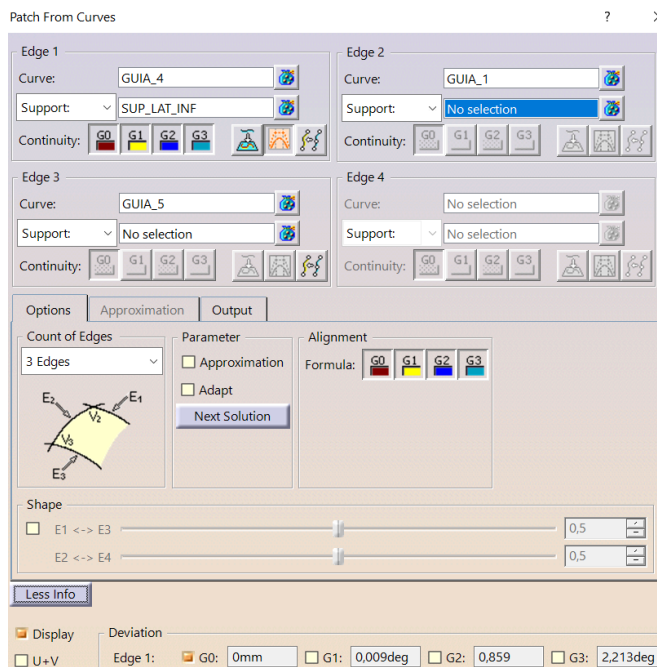 Patch From Curves ?
Edge 1
Curve: GUIA_4
Support: SUP_LAT_INF
Continuity: G0 G1 G2 G3
Edge 2
Curve: GUIA_1
Support: No selection
Continuity: G0 G1 G2 G3
Edge 3
Curve: GUIA_5
Support: No selection
Continuity: G0 G1 G2 G3
Edge 4
Curve: No selection
Support: No selection
Continuity: G0 G1 G2 G3
Options Approximation Output
Count of Edges
3 Edges
E2 E1
V2
V3
E3
Parameter
Approximation
Adapt
Next Solution
Alignment
Formula: G0 G1 G2 G3
Shape
E1 <-> E3 0,5
E2 <-> E4 0,5
Less Info
Display
U+V
Deviation
Edge 1: G0: 0mm G1: 0,009deg G2: 0,859 G3: 2,213deg